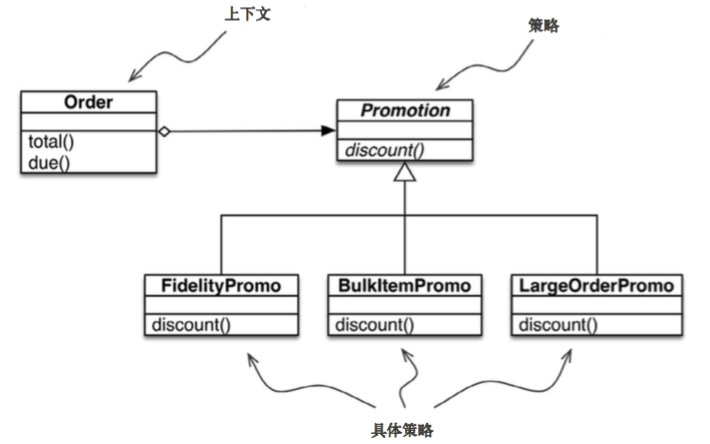 上下文
策略
Order
total()
due()
Promotion
discount()
FidelityPromo
discount()
BulkItemPromo
discount()
LargeOrderPromo
discount()
具体策略